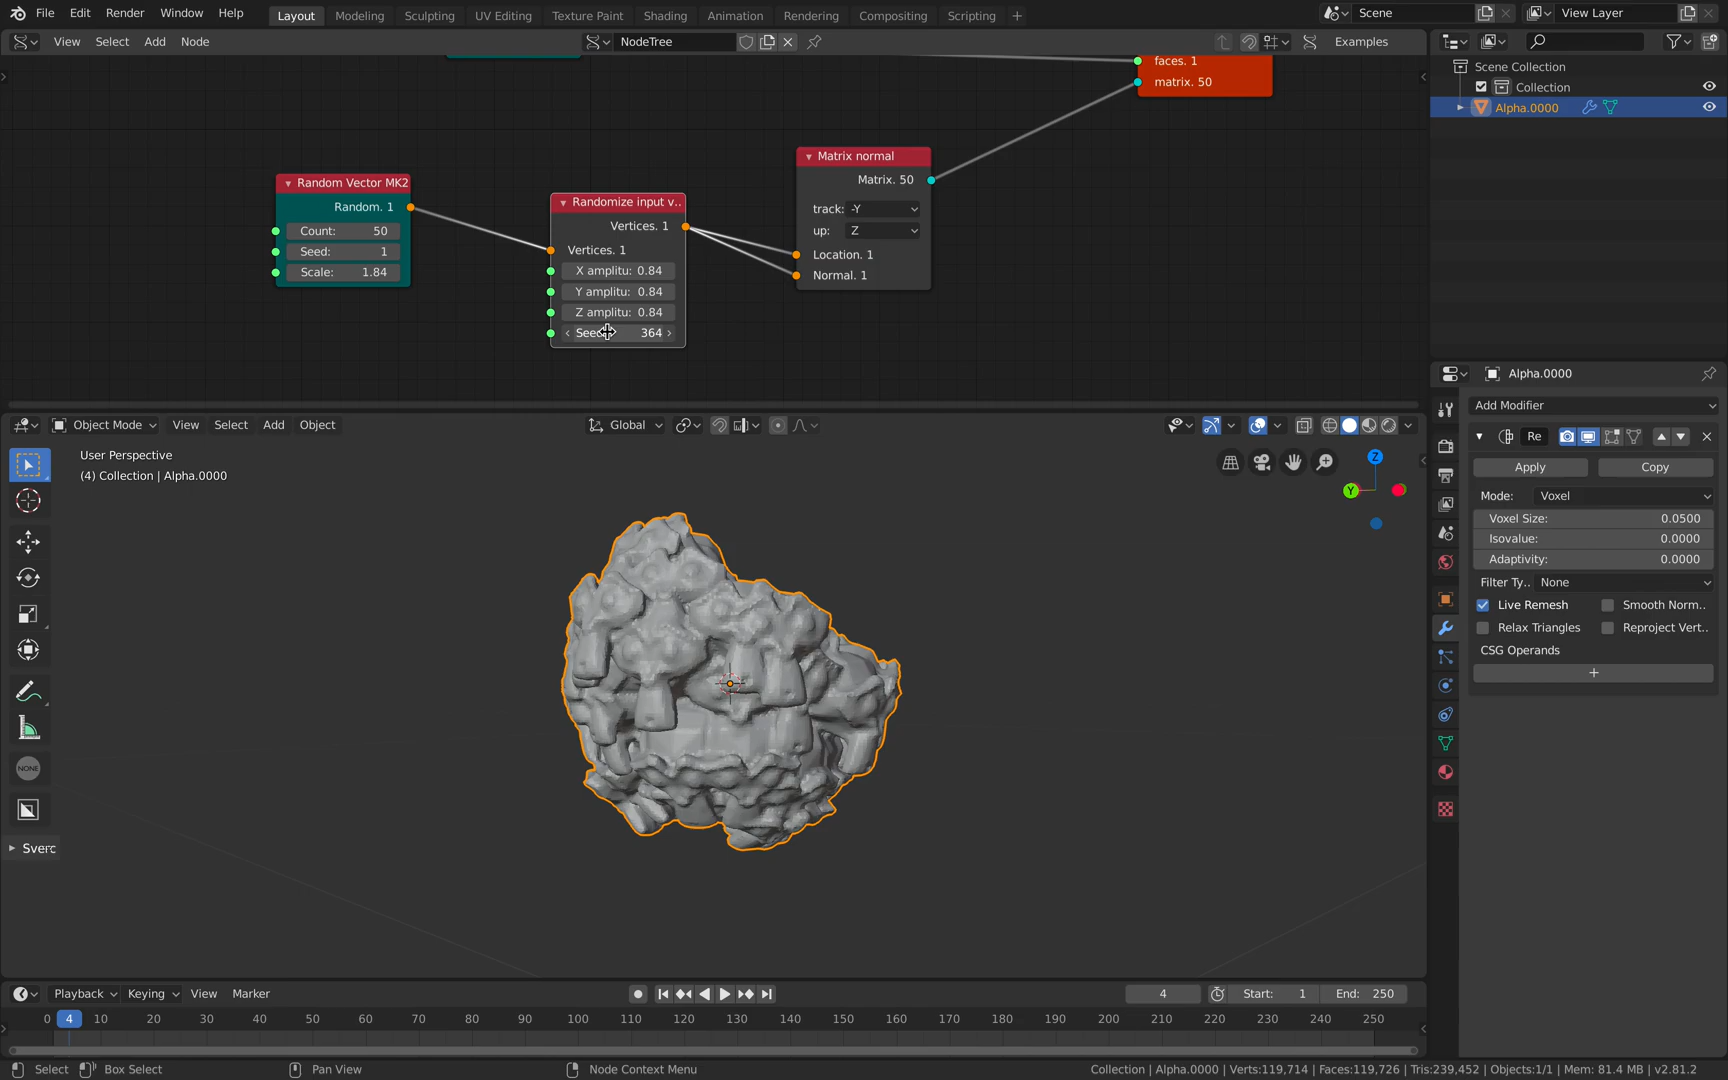 File Edit Render Window Help Layout Modeling Sculpting UV Editing Texture Paint Shading Animation Rendering Compositing Scripting + Scene View Layer
View Select Add Node NodeTree Examples
Scene Collection
Collection
Alpha.0000
faces. 1
matrix. 50
Random Vector MK2
Random. 1
Count: 50
Seed: 1
Scale: 1.84
Randomize input v..
Vertices. 1
Vertices. 1
X amplitu: 0.84
Y amplitu: 0.84
Z amplitu: 0.84
364
Matrix normal
Matrix. 50
track: -Y
up: Z
Location. 1
Normal. 1
Alpha.0000
Add Modifier
Re
Apply Copy
Mode: Voxel
Voxel Size: 0.0500
Isovalue: 0.0000
Adaptivity: 0.0000
Filter Ty.. None
Live Remesh Smooth Norm..
Relax Triangles Reproject Vert..
CSG Operands
+
Object Mode View Select Add Object Global
User Perspective
(4) Collection | Alpha.0000
Z
Y
NONE
Playback Keying View Marker 4 Start: 1 End: 250
0 4 10 20 30 40 50 60 70 80 90 100 110 120 130 140 150 160 170 180 190 200 210 220 230 240 250
Select Box Select Pan View Node Context Menu Collection | Alpha.0000 | Verts:119,714 | Faces:119,726 | Tris:239,452 | Objects:1/1 | Mem: 81.4 MB | v2.81.2